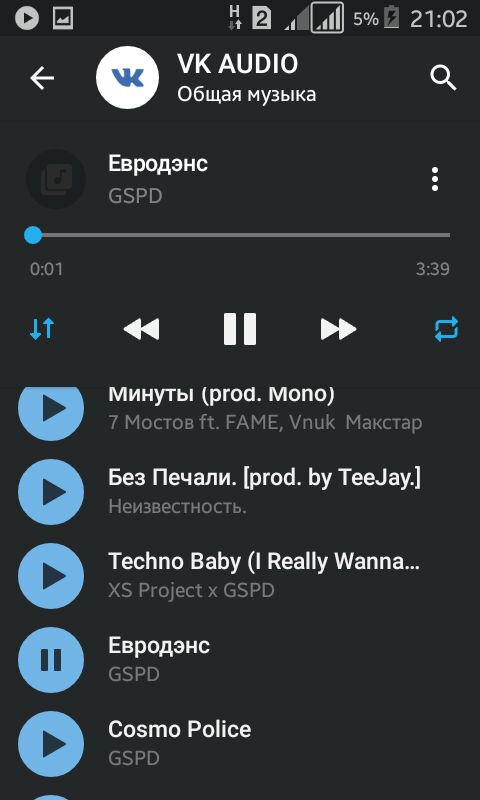 H 2 5% 21:02
VK AUDIO
Общая музыка
Евродэнс
GSPD
0:01 3:39
Минуты (prod. Mono)
7 Мостов ft. FAME, Vnuk Макстар
Без Печали. [prod. by TeeJay.]
Неизвестность.
Techno Baby (I Really Wanna...
XS Project x GSPD
Евродэнс
GSPD
Cosmo Police
GSPD